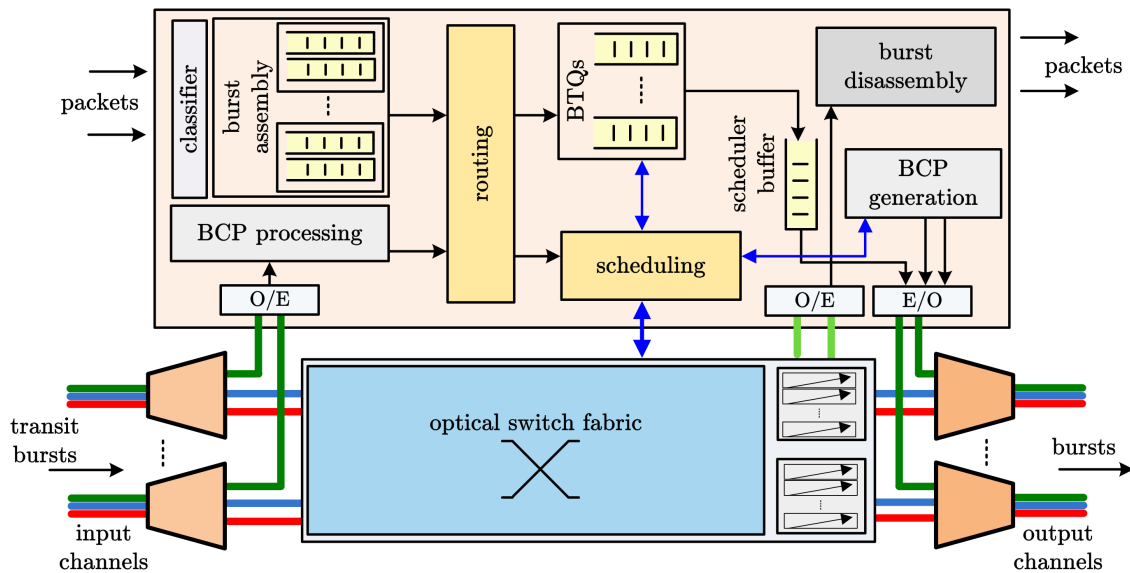 packets
classifier
burst
assembly
routing
BTQs
scheduler
buffer
burst
disassembly
packets
BCP processing
BCP
generation
scheduling
O/E
O/E
E/O
transit
bursts
optical switch fabric
bursts
input
channels
output
channels